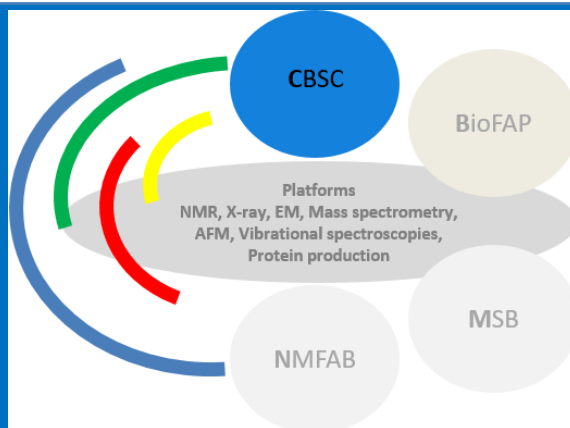 CBSC
BioFAP
Platforms
NMR, X-ray, EM, Mass spectrometry,
AFM, Vibrational spectroscopies,
Protein production
MSB
NMFAB